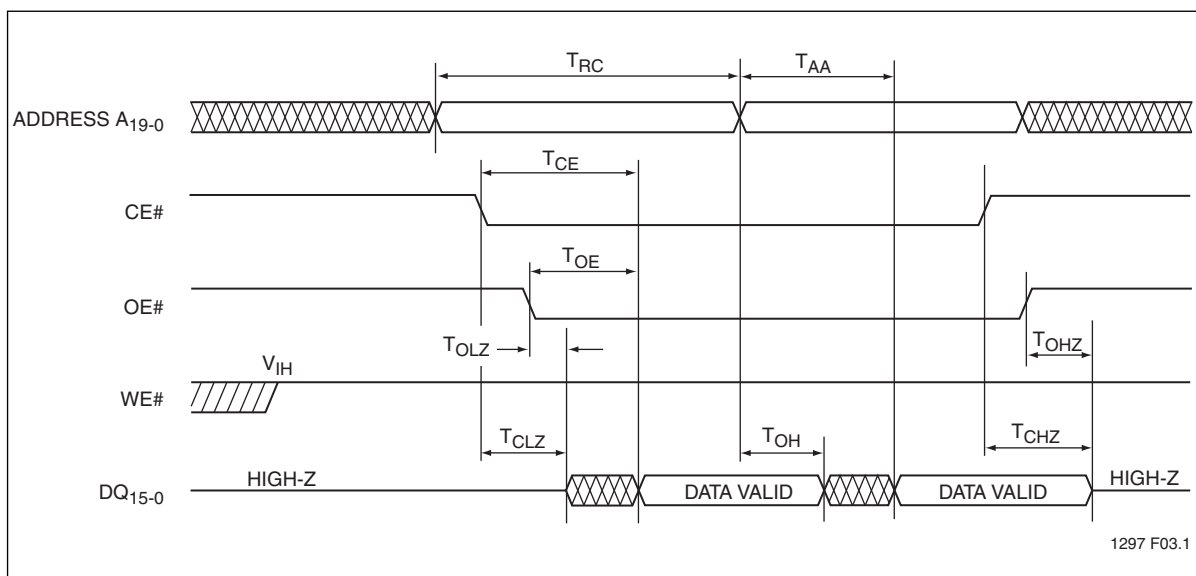 T_RC T_AA
ADDRESS A_19-0
T_CE
CE#
T_OE
OE#
T_OLZ T_OHZ
V_IH
WE#
T_CLZ T_OH T_CHZ
HIGH-Z DATA VALID DATA VALID HIGH-Z
DQ_15-0
1297 F03.1